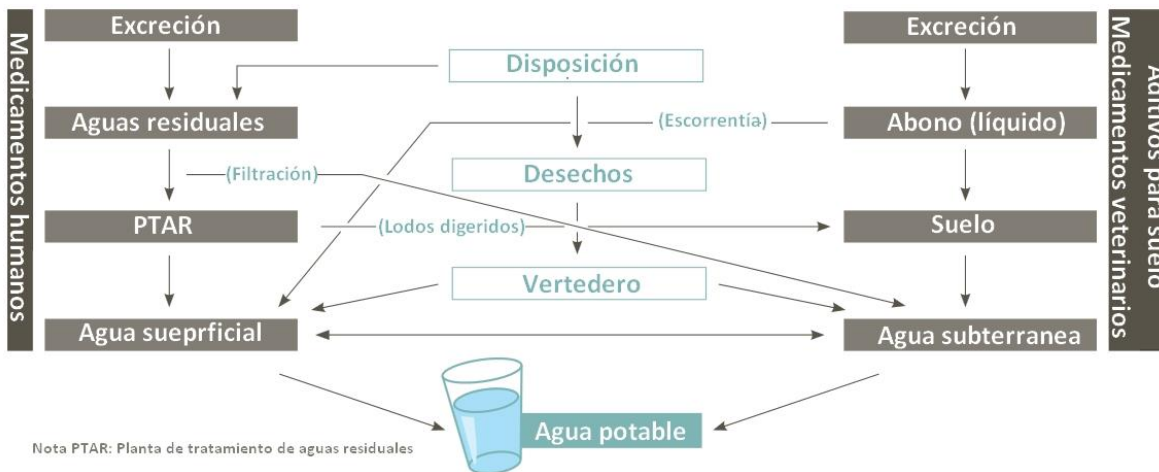 Medicamentos humanos
Excreción
Disposición
Excreción
Aguas residuales
(Escorrentía)
Abono (líquido)
(Filtración)
Desechos
PTAR
(Lodos digeridos)
Suelo
Vertedero
Agua sueprficial
Agua subterranea
Agua potable
Medicamentos veterinarios
Aditivos para suelo
Nota PTAR: Planta de tratamiento de aguas residuales